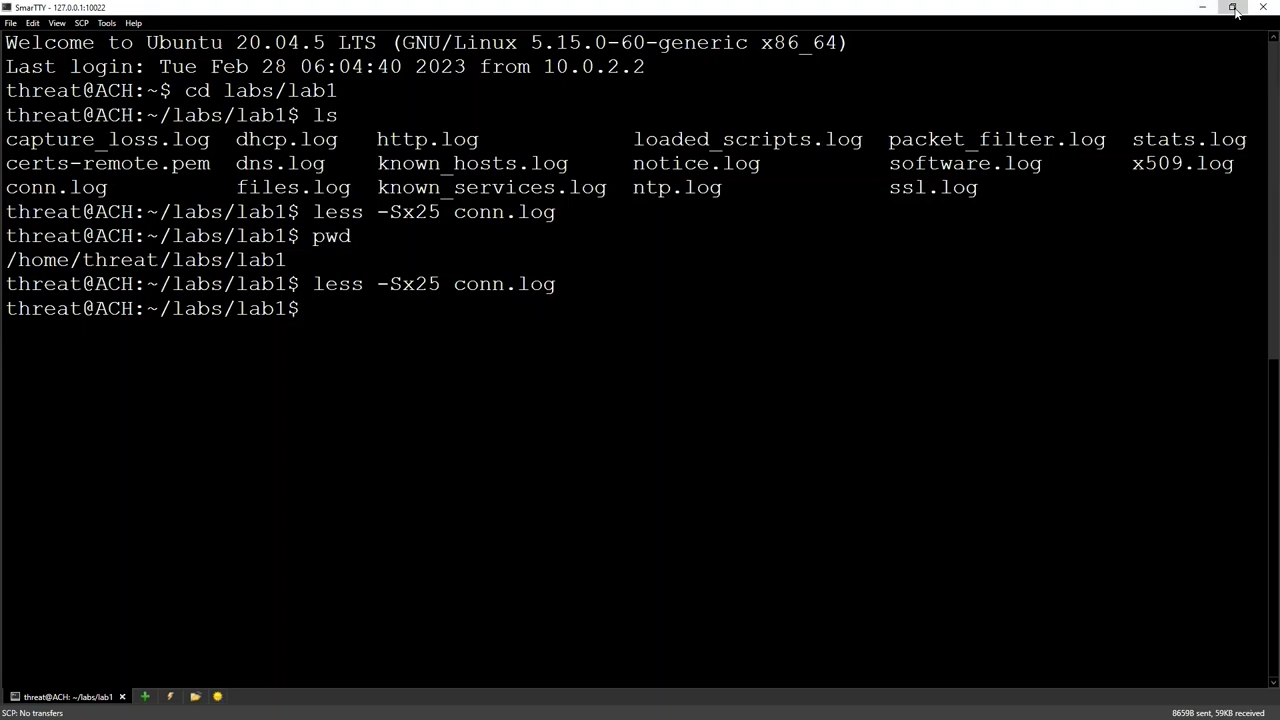 SmarTTY - 127.0.0.1:10022
File Edit View SCP Tools Help
Welcome to Ubuntu 20.04.5 LTS (GNU/Linux 5.15.0-60-generic x86_64)
Last login: Tue Feb 28 06:04:40 2023 from 10.0.2.2
threat@ACH:~$ cd labs/lab1
threat@ACH:~/labs/lab1$ ls
capture_loss.log dhcp.log http.log loaded_scripts.log packet_filter.log stats.log
certs-remote.pem dns.log known_hosts.log notice.log software.log x509.log
conn.log files.log known_services.log ntp.log ssl.log
threat@ACH:~/labs/lab1$ less -Sx25 conn.log
threat@ACH:~/labs/lab1$ pwd
/home/threat/labs/lab1
threat@ACH:~/labs/lab1$ less -Sx25 conn.log
threat@ACH:~/labs/lab1$
threat@ACH: ~/labs/lab1
SCP: No transfers 8659B sent, 59KB received